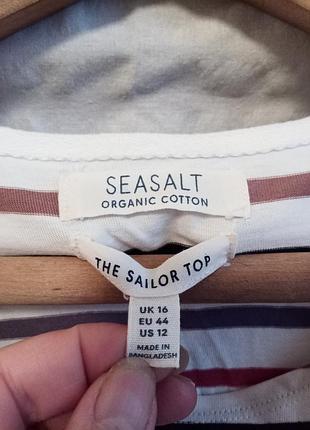 SEASALT
ORGANIC COTTON
THE SAILOR TOP
UK 16
EU 44
US 12
MADE IN
BANGLADESH